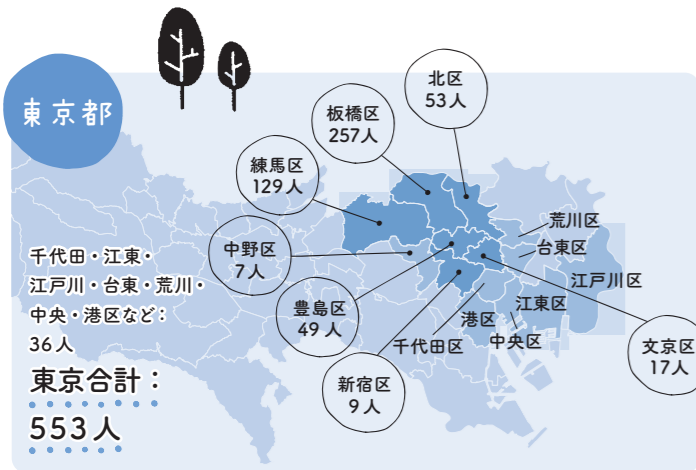 東京都
北区
53人
板橋区
257人
練馬区
129人
中野区
7人
豊島区
49人
新宿区
9人
文京区
17人
荒川区
台東区
江戸川区
江東区
港区
中央区
千代田区
千代田・江東・
江戸川・台東・荒川・
中央・港区など：
36人
東京合計：
553人